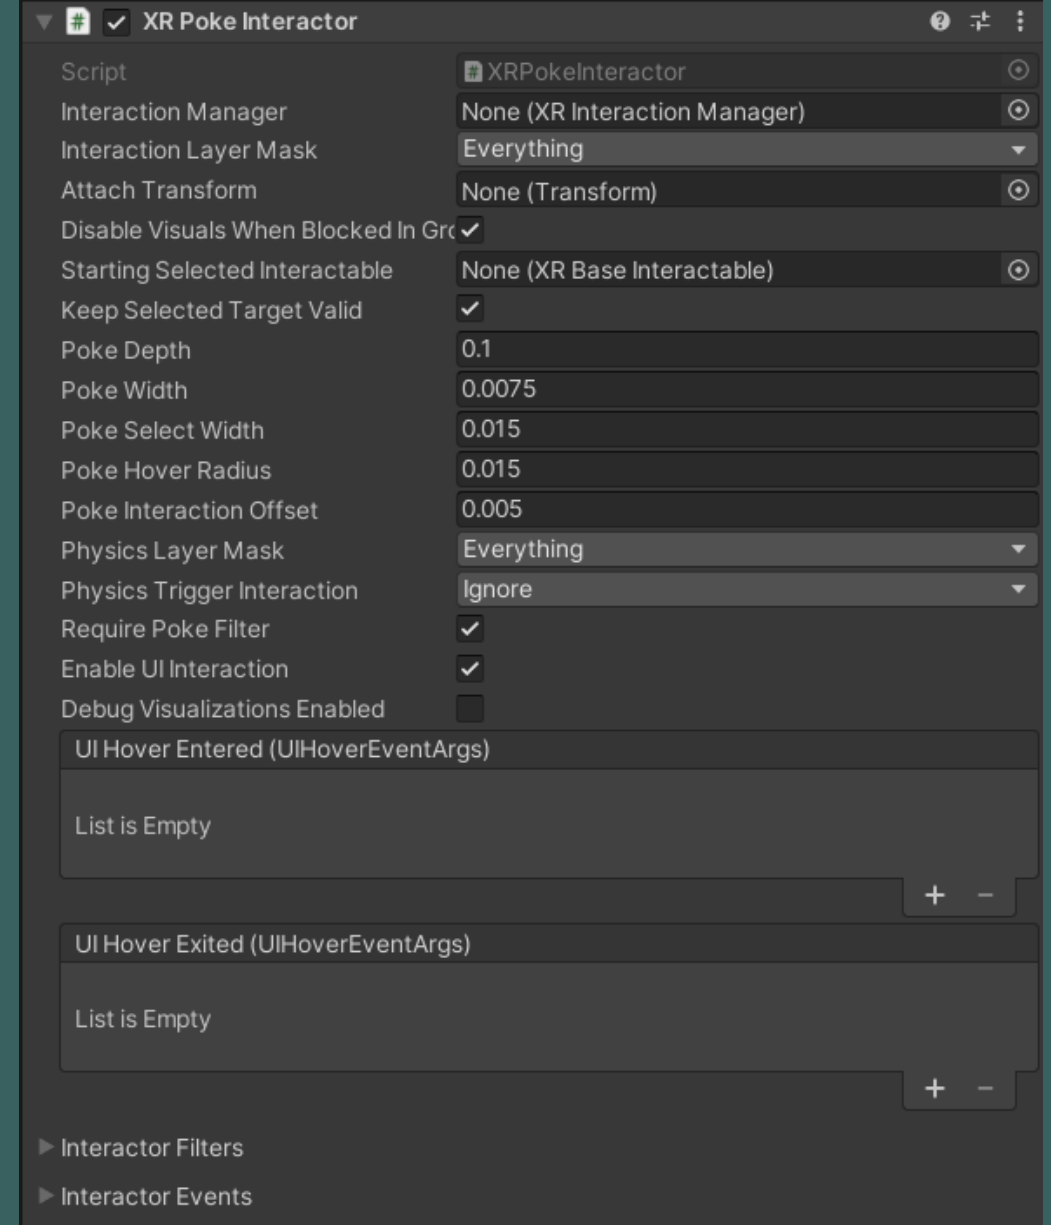 XR Poke Interactor
Script XRPokeInteractor
Interaction Manager None (XR Interaction Manager)
Interaction Layer Mask Everything
Attach Transform None (Transform)
Disable Visuals When Blocked In Gro
Starting Selected Interactable None (XR Base Interactable)
Keep Selected Target Valid
Poke Depth 0.1
Poke Width 0.0075
Poke Select Width 0.015
Poke Hover Radius 0.015
Poke Interaction Offset 0.005
Physics Layer Mask Everything
Physics Trigger Interaction Ignore
Require Poke Filter
Enable UI Interaction
Debug Visualizations Enabled
UI Hover Entered (UIHoverEventArgs)
List is Empty
+ −
UI Hover Exited (UIHoverEventArgs)
List is Empty
+ −
Interactor Filters
Interactor Events